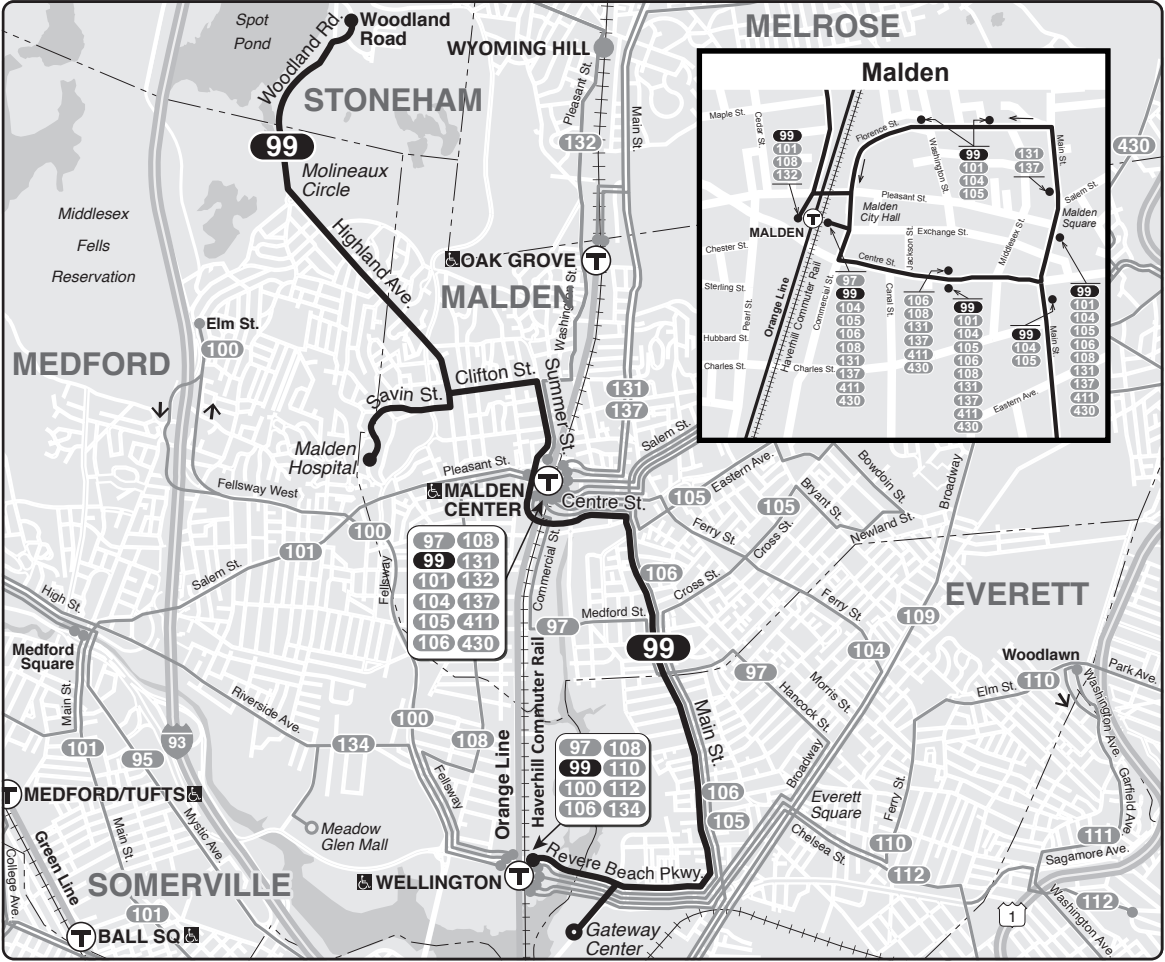 Spot
Pond
Woodland Rd.
Woodland
Road
WYOMING HILL
MELROSE
STONEHAM
Pleasant St.
Main St.
132
99
Molineaux
Circle
Middlesex
Fells
Reservation
Highland Ave.
OAK GROVE
T
MALDEN
Washington St.
Elm St.
100
MEDFORD
Clifton St.
Summer St.
Savin St.
131
137
Malden
Hospital
Salem St.
Pleasant St.
T
MALDEN
CENTER
Centre St.
Fellsway West
100
101
Salem St.
Fellsway
97 108
99 131
101 132
104 137
105 411
106 430
Commercial St.
105
Eastern Ave.
105
Bryant St.
Bowdoin St.
Newland St.
Broadway
430
Ferry St.
Cross St.
106
Cross St.
Medford St.
97
99
Ferry St.
109
104
EVERETT
High St.
Medford
Square
Main St.
101
95
93
Riverside Ave.
134
100
108
Fellsway
Orange Line
Haverhill Commuter Rail
97
Hancock St.
Morris St.
Broadway
Main St.
Woodlawn
Elm St.
110
Park Ave.
Washington Ave.
Garfield Ave
97 108
99 110
100 112
106 134
106
105
Everett
Square
Ferry St.
110
Chelsea St.
112
111
Sagamore Ave.
112
Washington Ave.
1
T
MEDFORD/TUFTS
Green Line
College Ave.
Main St.
Mystic Ave.
Meadow
Glen Mall
SOMERVILLE
101
T
BALL SQ
T
WELLINGTON
Revere Beach Pkwy.
Gateway
Center
Malden
Maple St.
Cedar St.
99
101
108
132
Florence St.
Washington St.
99
101
104
105
131
137
Main St.
Salem St.
Pleasant St.
Malden
City Hall
Malden
Square
T
MALDEN
Exchange St.
Jackson St.
Middlesex St.
Chester St.
Centre St.
Sterling St.
Pearl St.
Orange Line
Haverhill Commuter Rail
Commercial St.
Canal St.
Hubbard St.
Charles St.
Charles St.
97
99
104
105
106
108
131
137
411
430
106
108
131
137
411
430
99
101
104
105
106
108
131
137
411
430
99
104
105
Main St.
Eastern Ave.
99
101
104
105
106
108
131
137
411
430